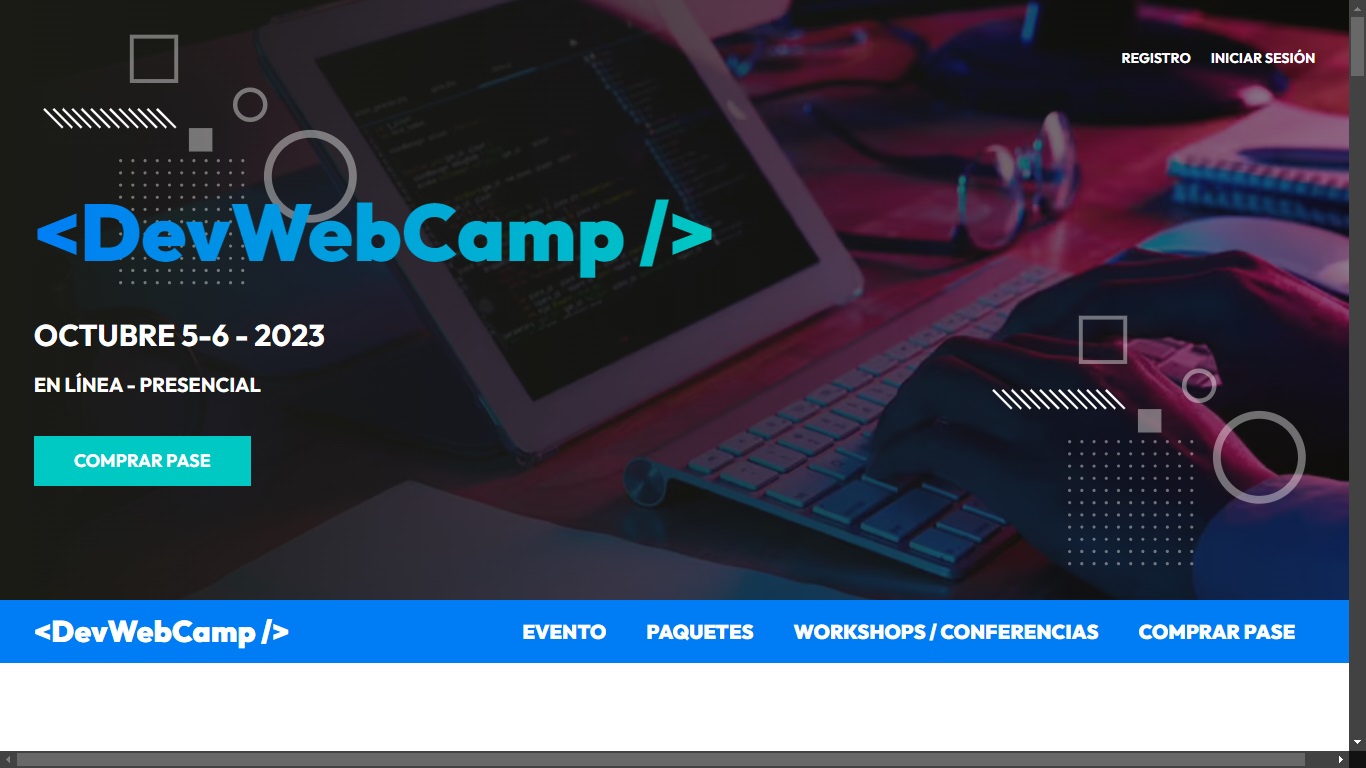 REGISTRO INICIAR SESIÓN
<DevWebCamp />
OCTUBRE 5-6 - 2023
EN LÍNEA - PRESENCIAL
COMPRAR PASE
<DevWebCamp /> EVENTO PAQUETES WORKSHOPS / CONFERENCIAS COMPRAR PASE